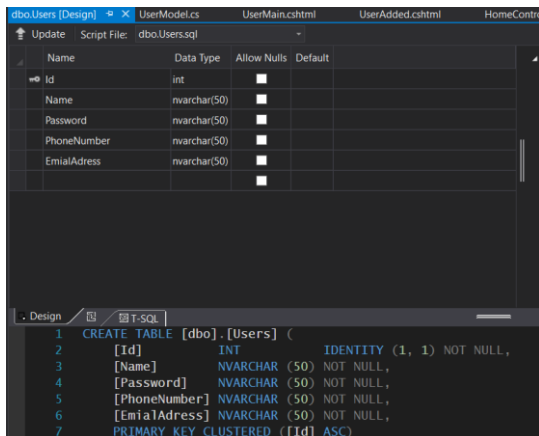 dbo.Users [Design] UserModel.cs UserMain.cshtml UserAdded.cshtml HomeContro
Update Script File: dbo.Users.sql
Name Data Type Allow Nulls Default
Id int
Name nvarchar(50)
Password nvarchar(50)
PhoneNumber nvarchar(50)
EmialAdress nvarchar(50)
Design T-SQL
1 CREATE TABLE [dbo].[Users] (
2 [Id] INT IDENTITY (1, 1) NOT NULL,
3 [Name] NVARCHAR (50) NOT NULL,
4 [Password] NVARCHAR (50) NOT NULL,
5 [PhoneNumber] NVARCHAR (50) NOT NULL,
6 [EmialAdress] NVARCHAR (50) NOT NULL,
7 PRIMARY KEY CLUSTERED ([Id] ASC)